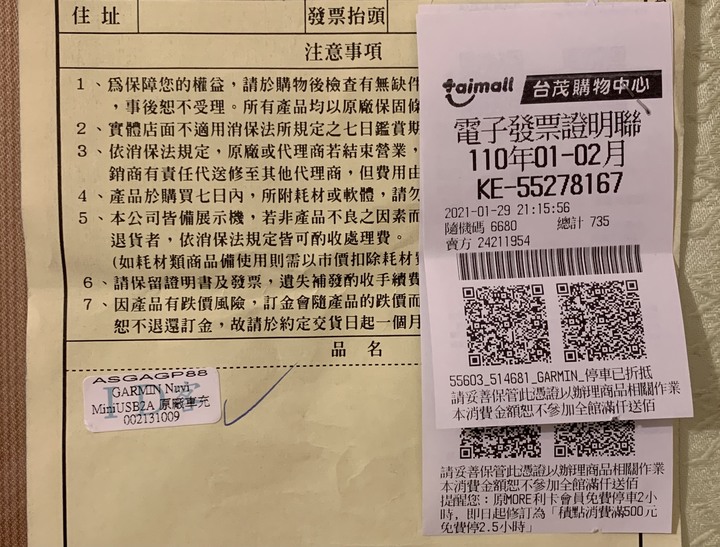 住址
發票抬頭
注意事項
1、為保障您的權益,請於購物後檢查有無缺件
,事後恕不受理。所有產品均以原廠保固條
2、實體店面不適用消保法所規定之七日鑑賞期
3、依消保法規定,原廠或代理商若結束營業,
銷商有責任代送修至其他代理商,但費用由
4、產品於購買七日內,所附耗材或軟體,請勿
5、本公司皆備展示機,若非產品不良之因素而
退貨者,依消保法規定皆可酌收處理費。
(如耗材類商品備使用則需以市價扣除耗材
6、請保留證明書及發票,遺失補發酌收手續費
7、因產品有跌價風險,訂金會隨產品的跌價而
恕不退還訂金,故請於約定交貨日起一個月
品名
ASGAGP88
GARMIN Nuvi
MiniUSB2A 原廠車充
002131009
taimall 台茂購物中心
電子發票證明聯
110年01-02月
KE-55278167
2021-01-29 21:15:56
隨機碼 6680 總計 735
賣方 24211954
55603_514681_GARMIN_停車已折抵
請妥善保管此憑證以辦理商品相關作業
本消費金額恕不參加全館滿仟送佰
請妥善保管此憑證以辦理商品相關作業
本消費金額恕不參加全館滿仟送佰
提醒您:原MORE利卡會員免費停車2小
時,即日起修訂為「積點消費滿500元
免費停2.5小時」